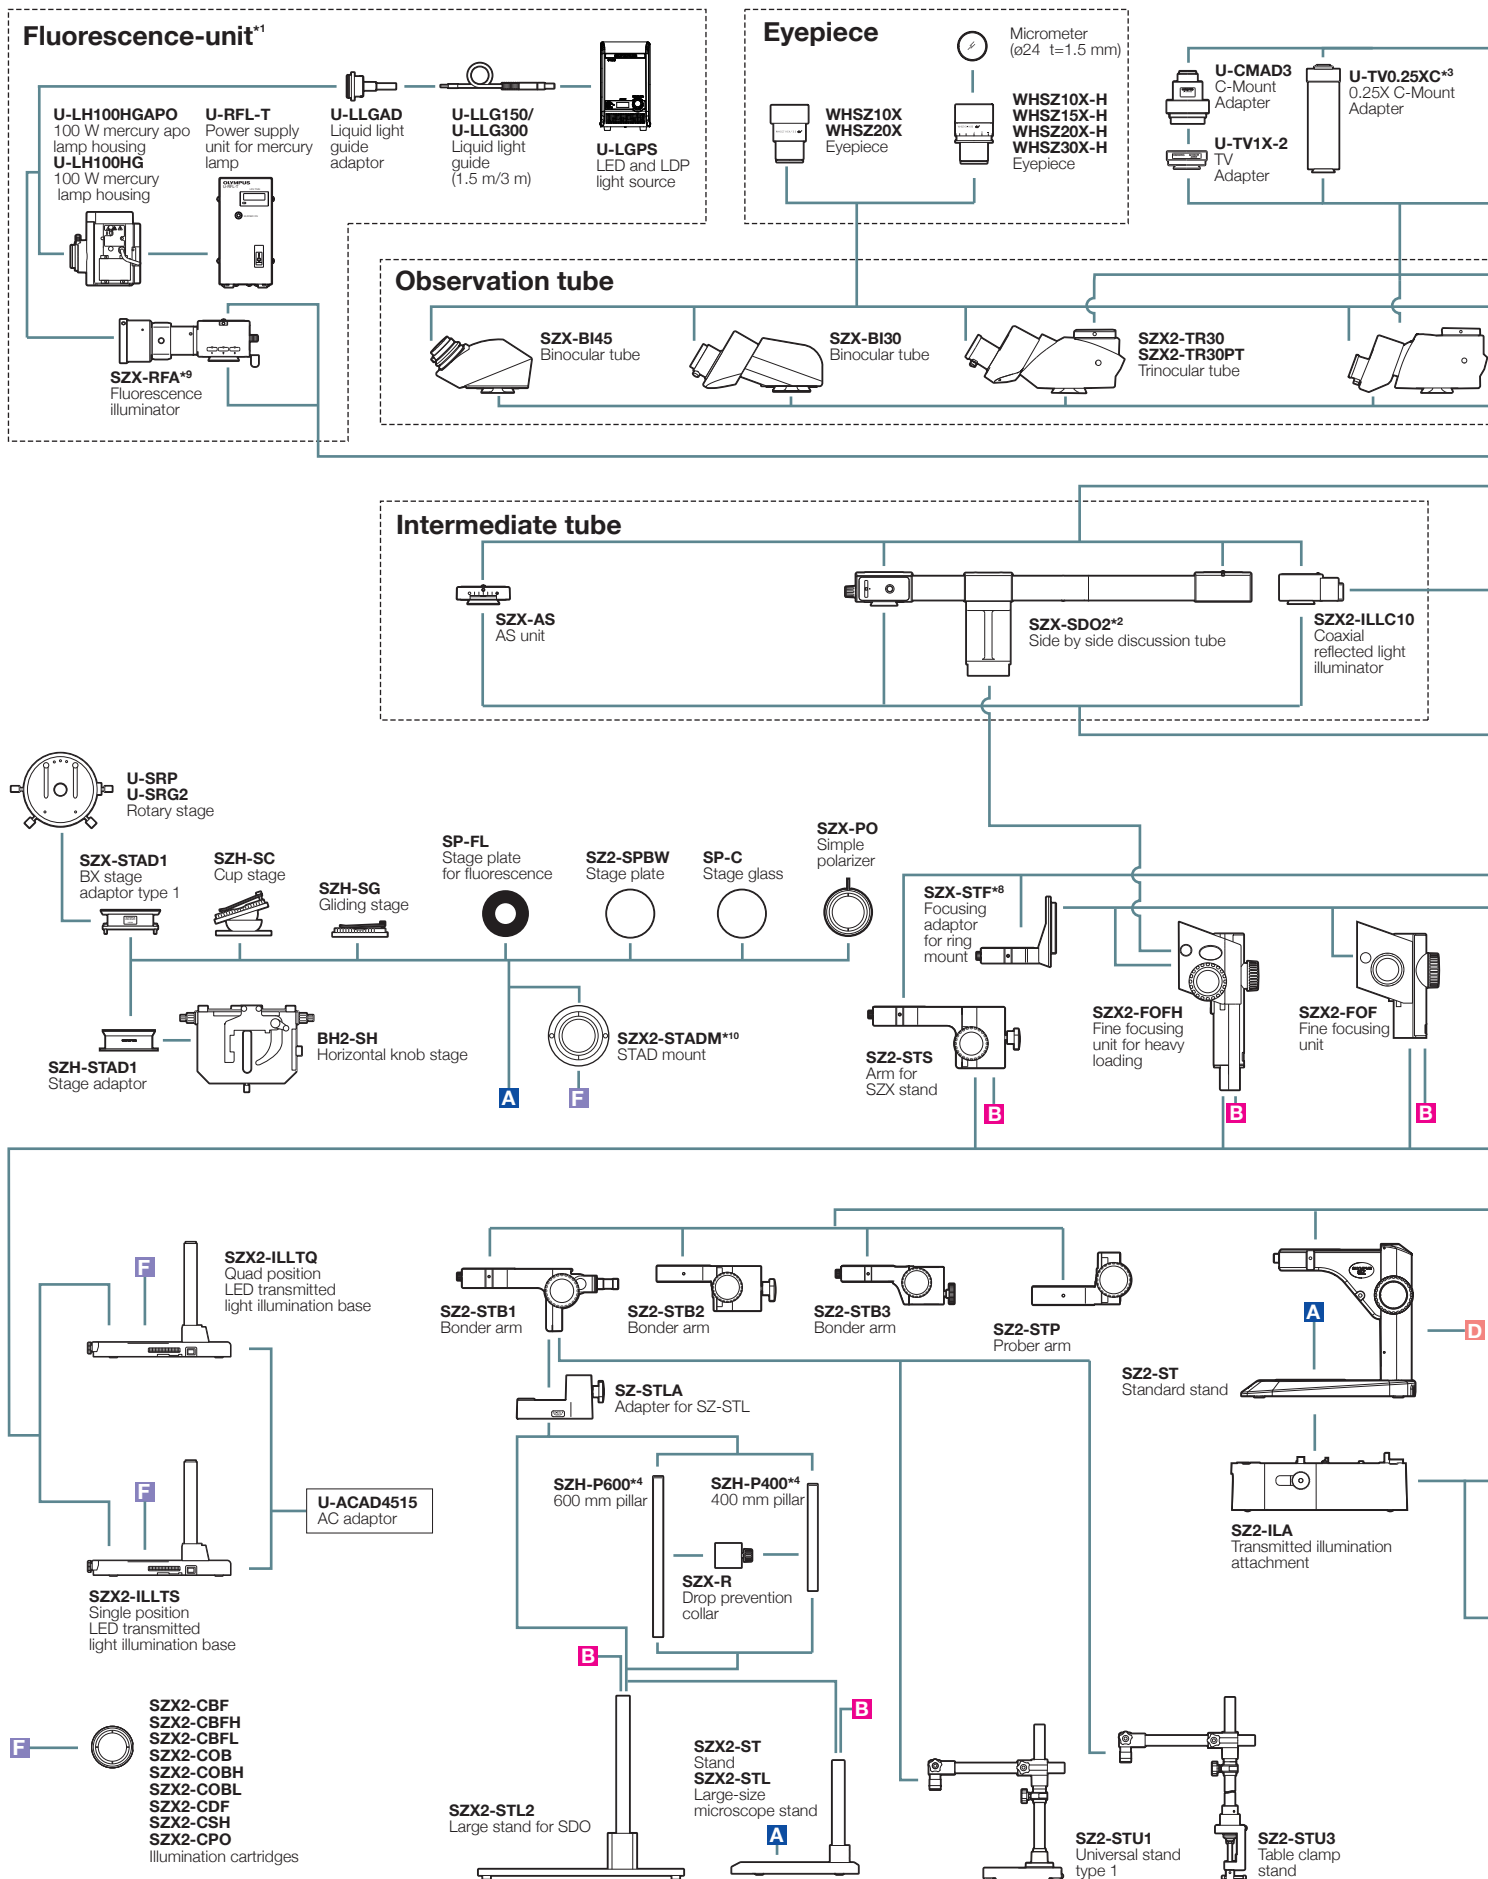 Fluorescence-unit*1
U-LH100HGAPO
100 W mercury apo
lamp housing
U-LH100HG
100 W mercury
lamp housing
U-RFL-T
Power supply
unit for mercury
lamp
OLYMPUS
U-LLGAD
Liquid light
guide
adaptor
U-LLG150/
U-LLG300
Liquid light
guide
(1.5 m/3 m)
U-LGPS
LED and LDP
light source
SZX-RFA*9
Fluorescence
illuminator
Eyepiece
Micrometer
(ø24 t=1.5 mm)
WHSZ10X
WHSZ20X
Eyepiece
WHSZ10X-H
WHSZ15X-H
WHSZ20X-H
WHSZ30X-H
Eyepiece
U-CMAD3
C-Mount
Adapter
U-TV1X-2
TV
Adapter
U-TV0.25XC*3
0.25X C-Mount
Adapter
Observation tube
SZX-BI45
Binocular tube
SZX-BI30
Binocular tube
SZX2-TR30
SZX2-TR30PT
Trinocular tube
Intermediate tube
SZX-AS
AS unit
SZX-SDO2*2
Side by side discussion tube
SZX2-ILLC10
Coaxial
reflected light
illuminator
U-SRP
U-SRG2
Rotary stage
SZX-STAD1
BX stage
adaptor type 1
SZH-SC
Cup stage
SZH-SG
Gliding stage
SP-FL
Stage plate
for fluorescence
SZ2-SPBW
Stage plate
SP-C
Stage glass
SZX-PO
Simple
polarizer
SZX-STF*8
Focusing
adaptor
for ring
mount
SZH-STAD1
Stage adaptor
BH2-SH
Horizontal knob stage
SZX2-STADM*10
STAD mount
A
F
SZ2-STS
Arm for
SZX stand
B
SZX2-FOFH
Fine focusing
unit for heavy
loading
B
SZX2-FOF
Fine focusing
unit
B
F
SZX2-ILLTQ
Quad position
LED transmitted
light illumination base
F
SZX2-ILLTS
Single position
LED transmitted
light illumination base
U-ACAD4515
AC adaptor
SZ2-STB1
Bonder arm
SZ2-STB2
Bonder arm
SZ2-STB3
Bonder arm
SZ2-STP
Prober arm
A
D
SZ2-ST
Standard stand
SZ-STLA
Adapter for SZ-STL
SZH-P600*4
600 mm pillar
SZH-P400*4
400 mm pillar
SZX-R
Drop prevention
collar
SZ2-ILA
Transmitted illumination
attachment
F
SZX2-CBF
SZX2-CBFH
SZX2-CBFL
SZX2-COB
SZX2-COBH
SZX2-COBL
SZX2-CDF
SZX2-CSH
SZX2-CPO
Illumination cartridges
B
SZX2-STL2
Large stand for SDO
B
SZX2-ST
Stand
SZX2-STL
Large-size
microscope stand
A
SZ2-STU1
Universal stand
type 1
SZ2-STU3
Table clamp
stand